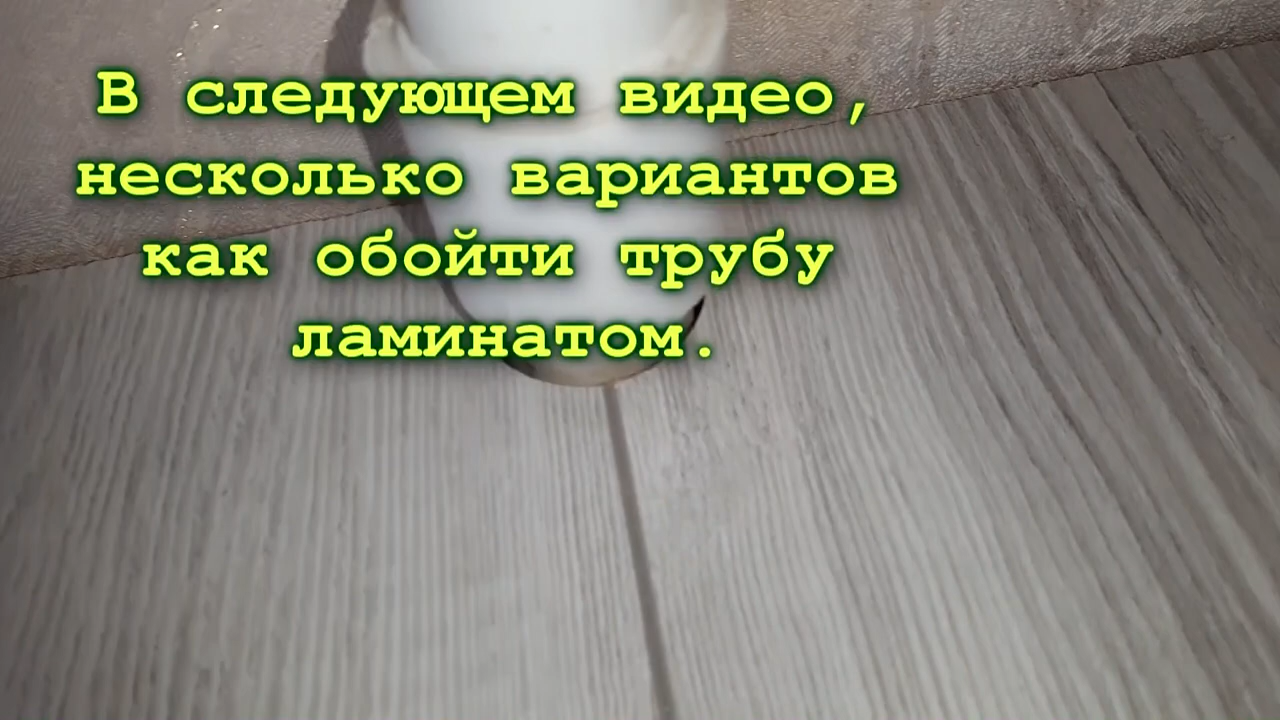 В следующем видео,
несколько вариантов
как обойти трубу
ламинатом.